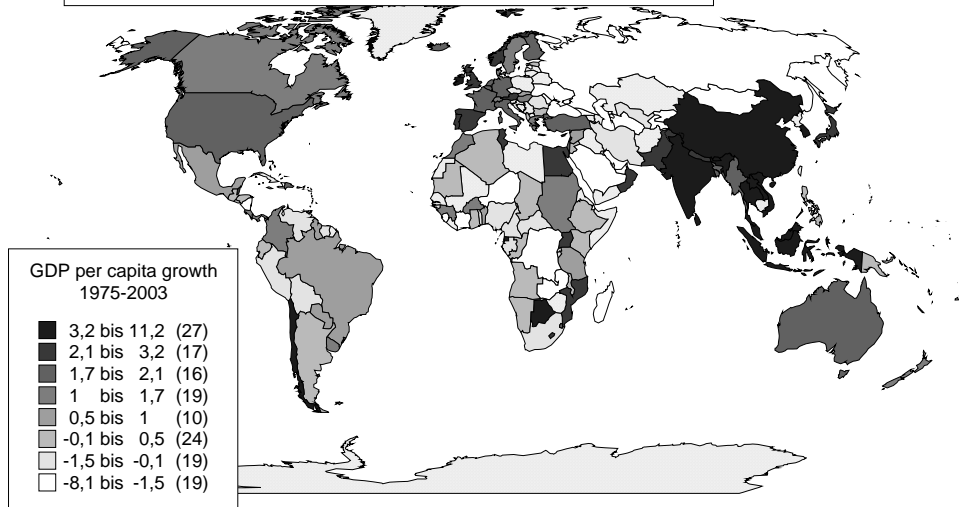 GDP per capita growth
1975-2003
3,2 bis 11,2 (27)
2,1 bis 3,2 (17)
1,7 bis 2,1 (16)
1 bis 1,7 (19)
0,5 bis 1 (10)
-0,1 bis 0,5 (24)
-1,5 bis -0,1 (19)
-8,1 bis -1,5 (19)